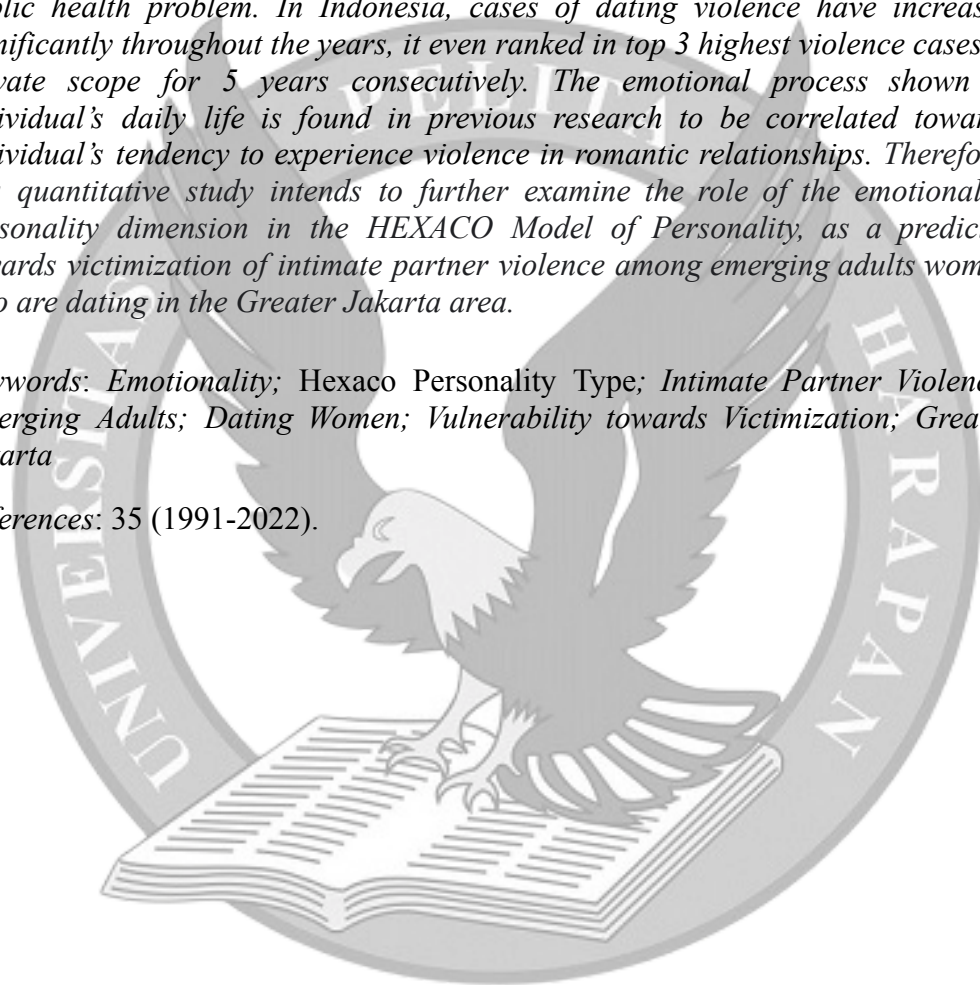 blic health problem. In Indonesia, cases of dating violence have increas
nificantly throughout the years, it even ranked in top 3 highest violence cases
vate scope for 5 years consecutively. The emotional process shown
ividual's daily life is found in previous research to be correlated towar
ividual's tendency to experience violence in romantic relationships. Therefo
quantitative study intends to further examine the role of the emotional
sonality dimension in the HEXACO Model of Personality, as a predic
vards victimization of intimate partner violence among emerging adults wom
o are dating in the Greater Jakarta area.
ywords: Emotionality; Hexaco Personality Type; Intimate Partner Violen
erging Adults; Dating Women; Vulnerability towards Victimization; Grea
arta
ferences: 35 (1991-2022).
UNIVERSITAS PELITA HARAPAN